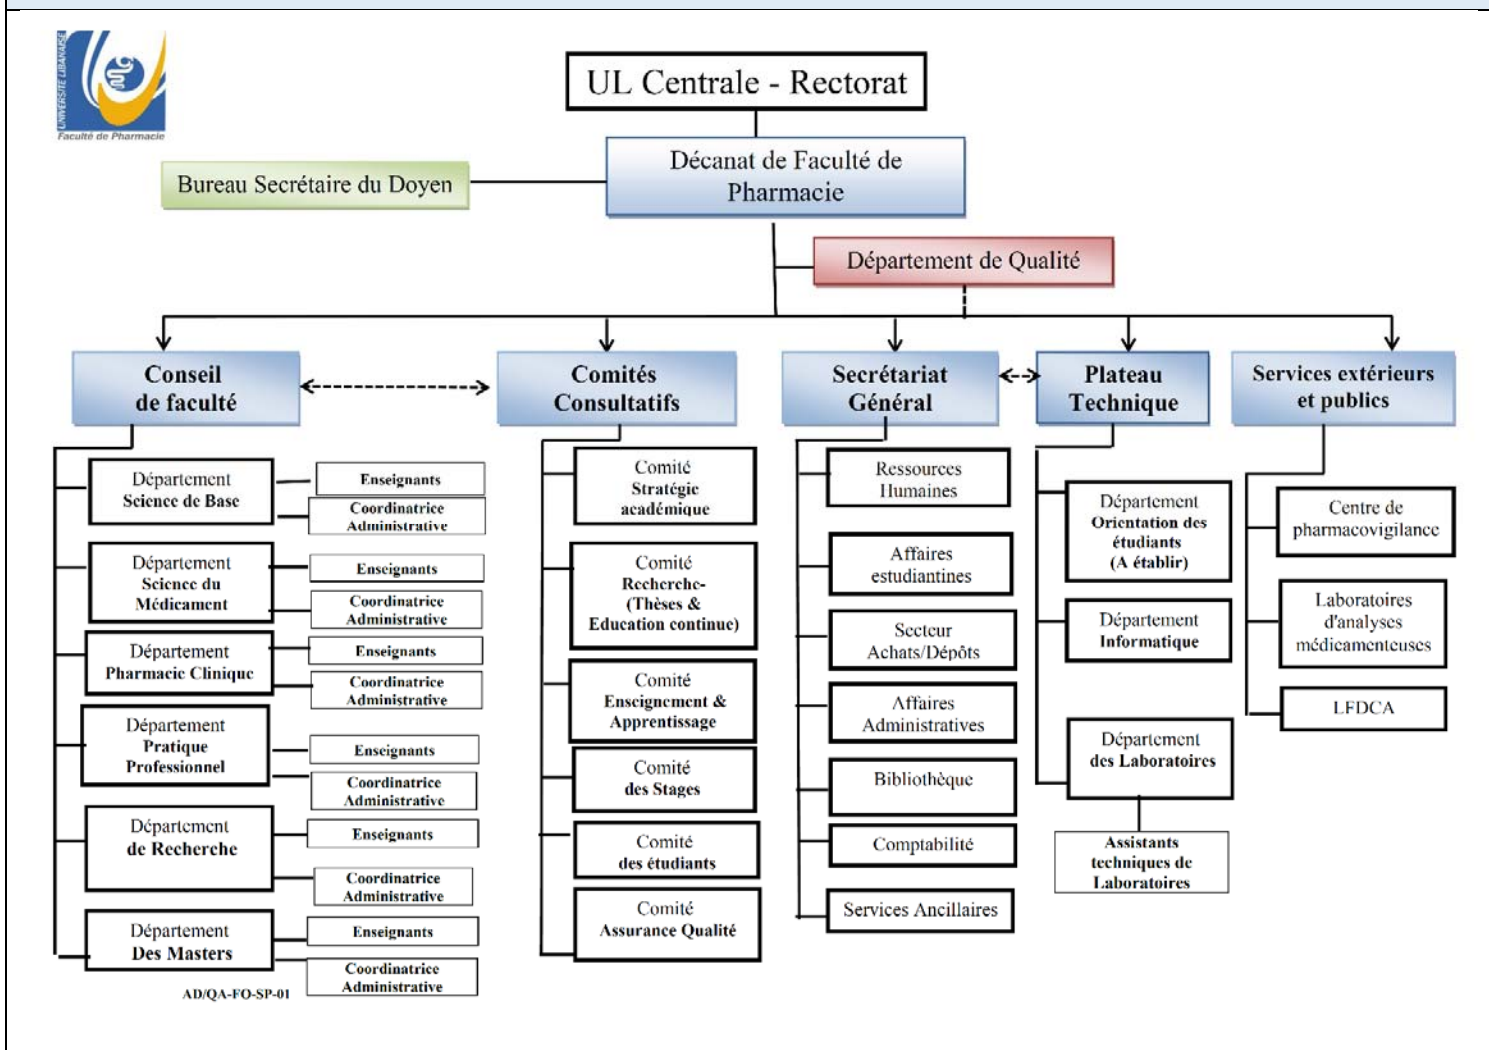 UNIVERSITE LIBANAISE
Faculté de Pharmacie
UL Centrale - Rectorat
Décanat de Faculté de
Pharmacie
Bureau Secrétaire du Doyen
Département de Qualité
Conseil
de faculté
Département
Science de Base
Enseignants
Coordinatrice
Administrative
Département
Science du
Médicament
Enseignants
Coordinatrice
Administrative
Département
Pharmacie Clinique
Enseignants
Coordinatrice
Administrative
Département
Pratique
Professionnel
Enseignants
Coordinatrice
Administrative
Département
de Recherche
Enseignants
Coordinatrice
Administrative
Département
Des Masters
Enseignants
Coordinatrice
Administrative
Comités
Consultatifs
Comité
Stratégie
académique
Comité
Recherche-
(Thèses &
Education continue)
Comité
Enseignement &
Apprentissage
Comité
des Stages
Comité
des étudiants
Comité
Assurance Qualité
Secrétariat
Général
Ressources
Humaines
Affaires
estudiantines
Secteur
Achats/Dépôts
Affaires
Administratives
Bibliothèque
Comptabilité
Services Ancillaires
Plateau
Technique
Département
Orientation des
étudiants
(A établir)
Département
Informatique
Département
des Laboratoires
Assistants
techniques de
Laboratoires
Services extérieurs
et publics
Centre de
pharmacovigilance
Laboratoires
d'analyses
médicamenteuses
LFDCA
AD/QA-FO-SP-01